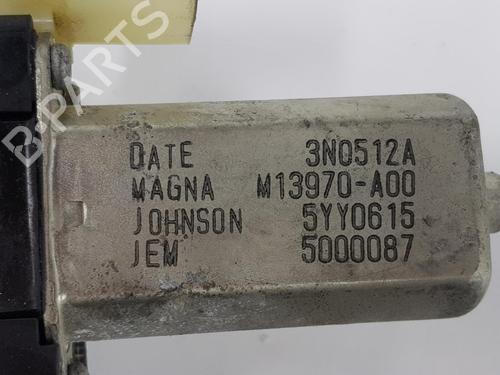 B-PARTS
DATE 3N0512A
MAGNA M13970-A00
JOHNSON 5YY0615
JEM 5000087